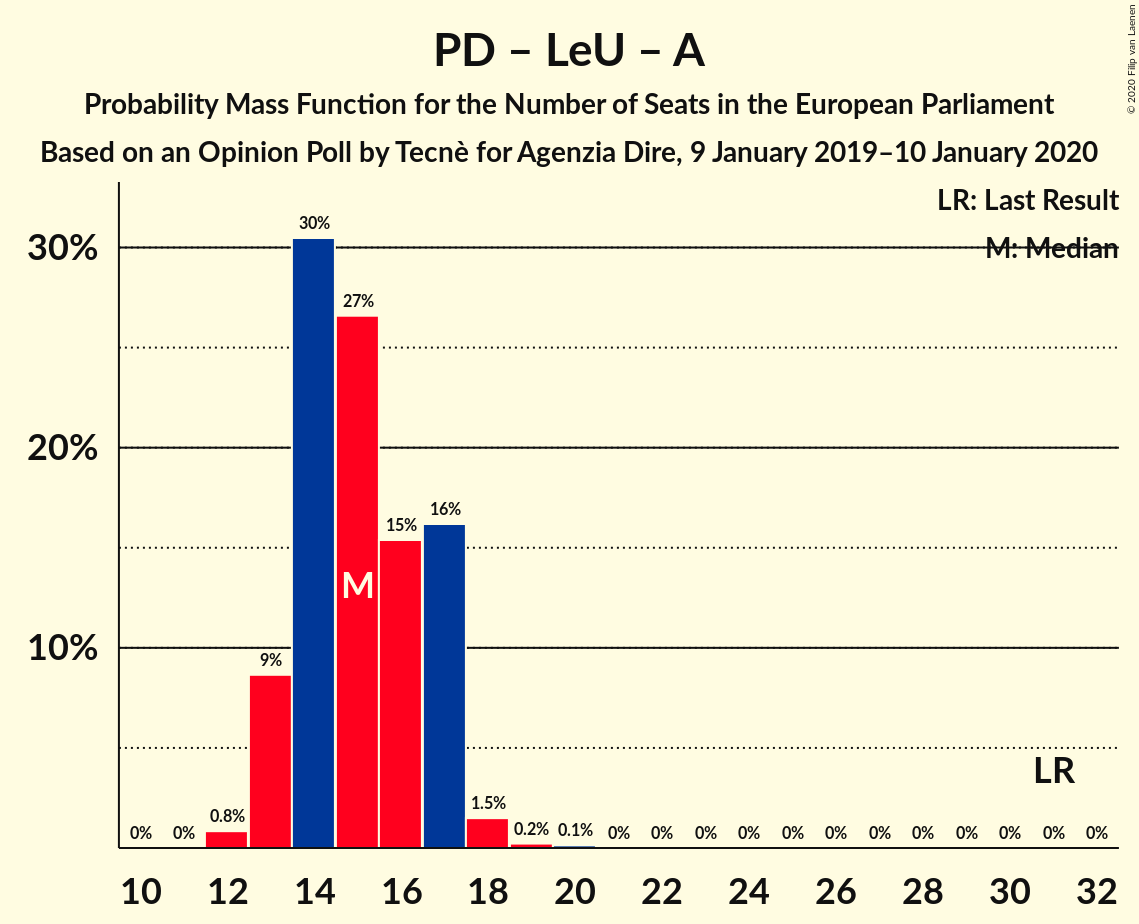 PD – LeU – A
Probability Mass Function for the Number of Seats in the European Parliament
Based on an Opinion Poll by Tecnè for Agenzia Dire, 9 January 2019–10 January 2020
© 2020 Filip van Laenen
LR: Last Result
M: Median
30%
20%
10%
0% 0% 0.8% 9% 30% 27% 15% 16% 1.5% 0.2% 0.1% 0% 0% 0% 0% 0% 0% 0% 0% 0% 0% 0% 0%
M
LR
10 12 14 16 18 20 22 24 26 28 30 32